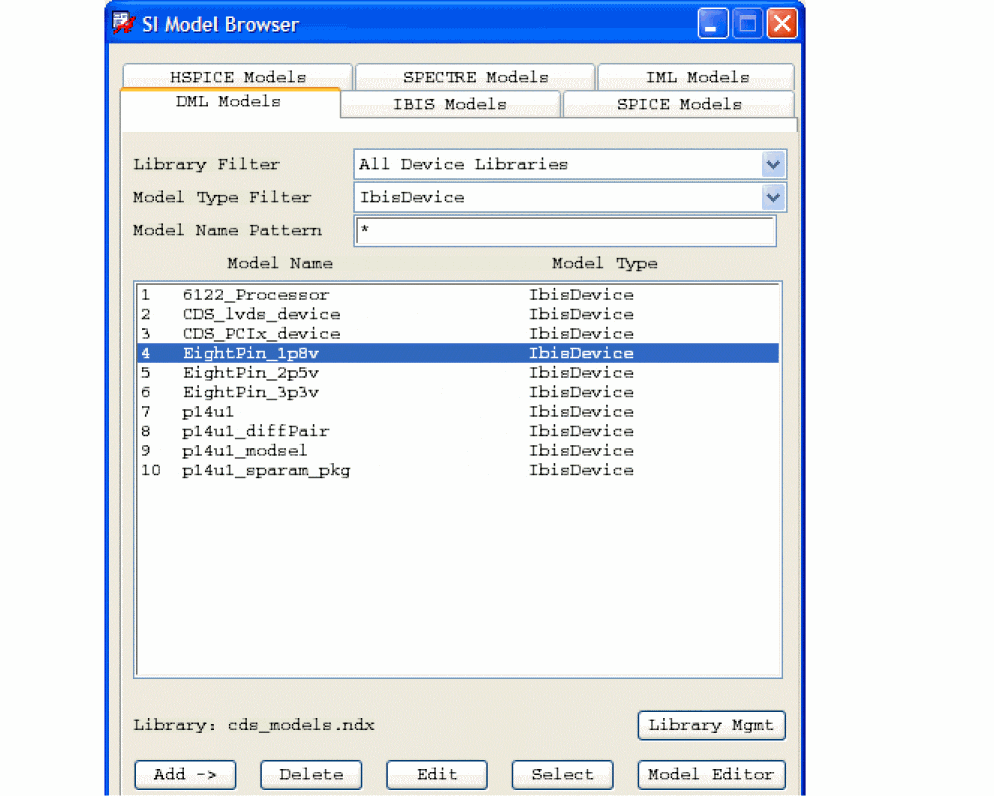 SI Model Browser
HSPICE Models SPECTRE Models IML Models
DML Models IBIS Models SPICE Models
Library Filter All Device Libraries
Model Type Filter IbisDevice
Model Name Pattern *
Model Name Model Type
1 6122_Processor IbisDevice
2 CDS_lvds_device IbisDevice
3 CDS_PCIx_device IbisDevice
4 EightPin_1p8v IbisDevice
5 EightPin_2p5v IbisDevice
6 EightPin_3p3v IbisDevice
7 p14u1 IbisDevice
8 p14u1_diffPair IbisDevice
9 p14u1_modsel IbisDevice
10 p14u1_sparam_pkg IbisDevice
Library: cds_models.ndx Library Mgmt
Add -> Delete Edit Select Model Editor